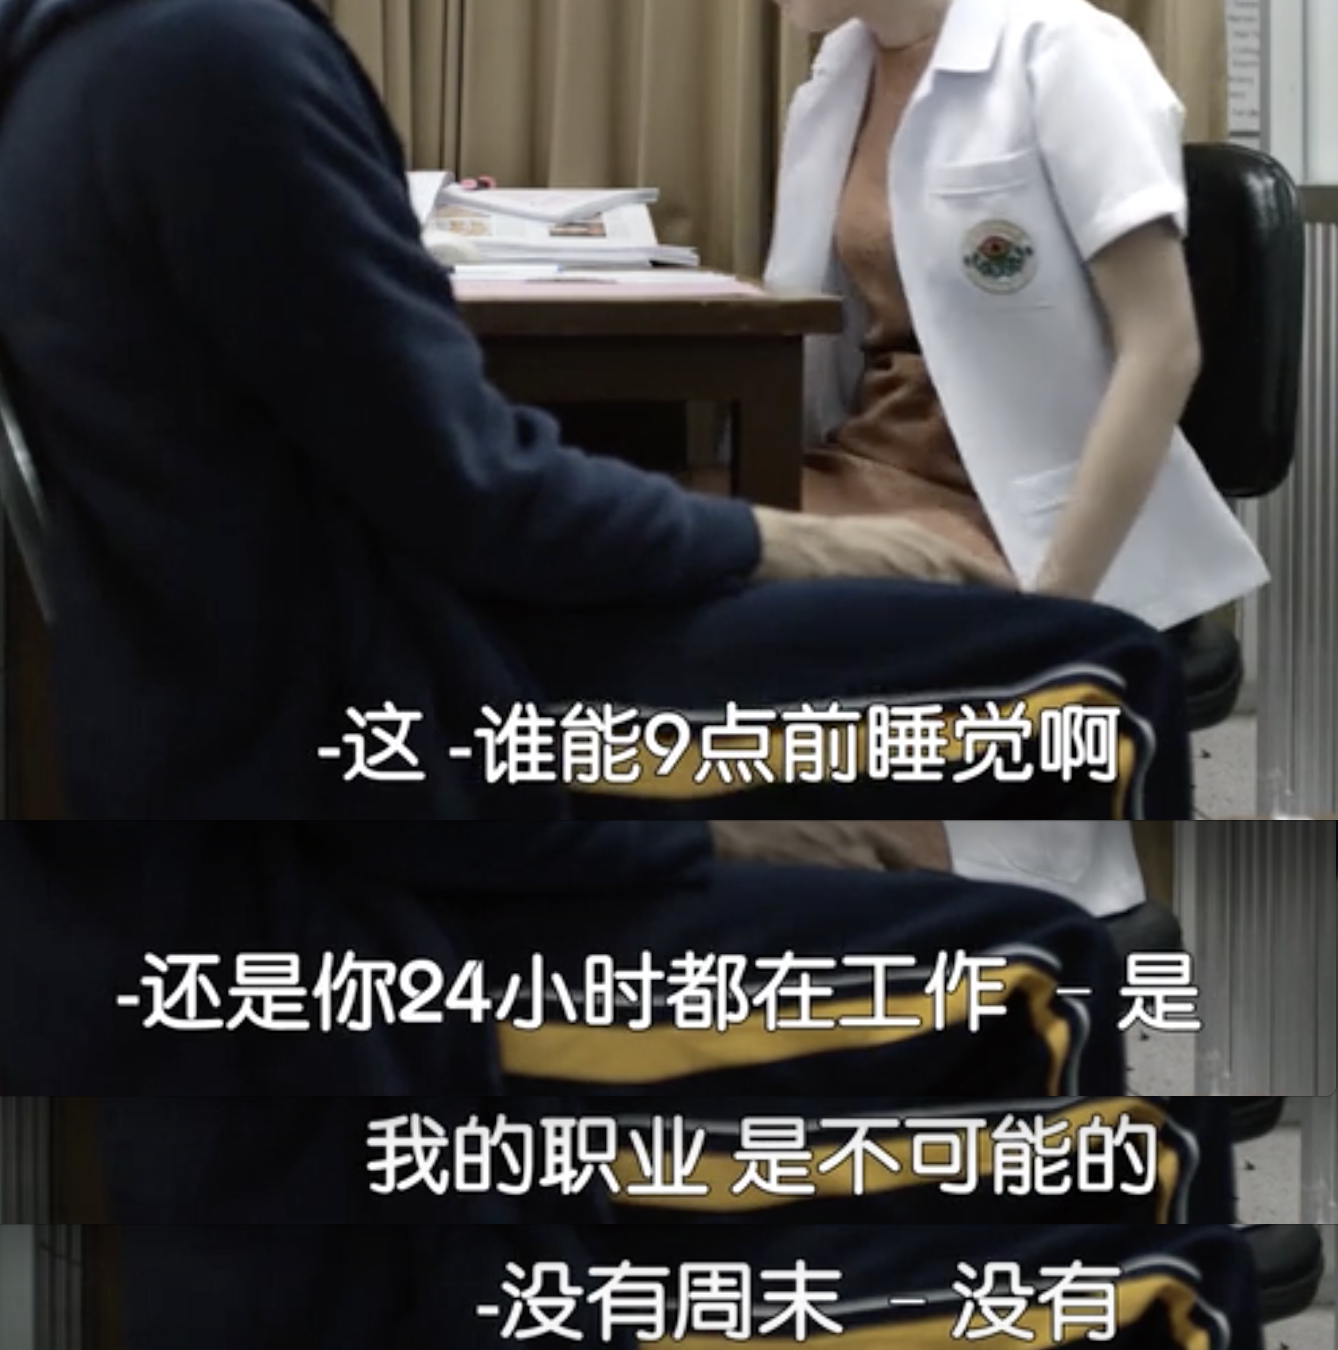 -这 -谁能9点前睡觉啊
-还是你24小时都在工作 - 是
我的职业 是不可能的
-没有周末 - 没有